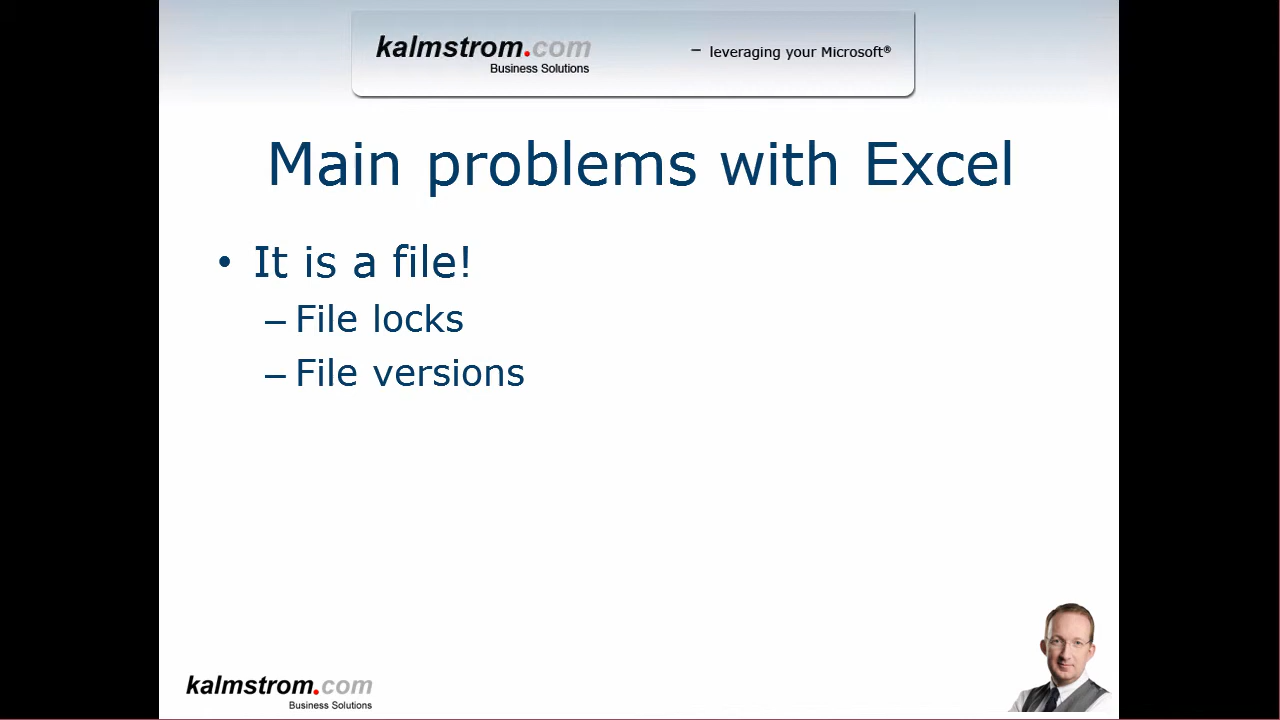 kalmstrom.com
Business Solutions
– leveraging your Microsoft®
Main problems with Excel
• It is a file!
– File locks
– File versions
kalmstrom.com
Business Solutions